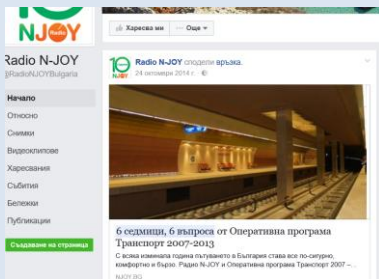 10
N-JOY
Radio
Radio N-JOY
@RadioNJOYBulgaria
Начало
Относно
Снимки
Видеоклипове
Харесвания
Събития
Бележки
Публикации
Създаване на страница
Харесва ми
Още
Radio N-JOY сподели връзка.
24 октомври 2014 г.
6 седмици, 6 въпроса от Оперативна програма
Транспорт 2007-2013
С всяка изминала година пътуването в България става все по-сигурно,
комфортно и бързо. Радио N-JOY и Оперативна програма Транспорт 2007 –...
NJOY.BG